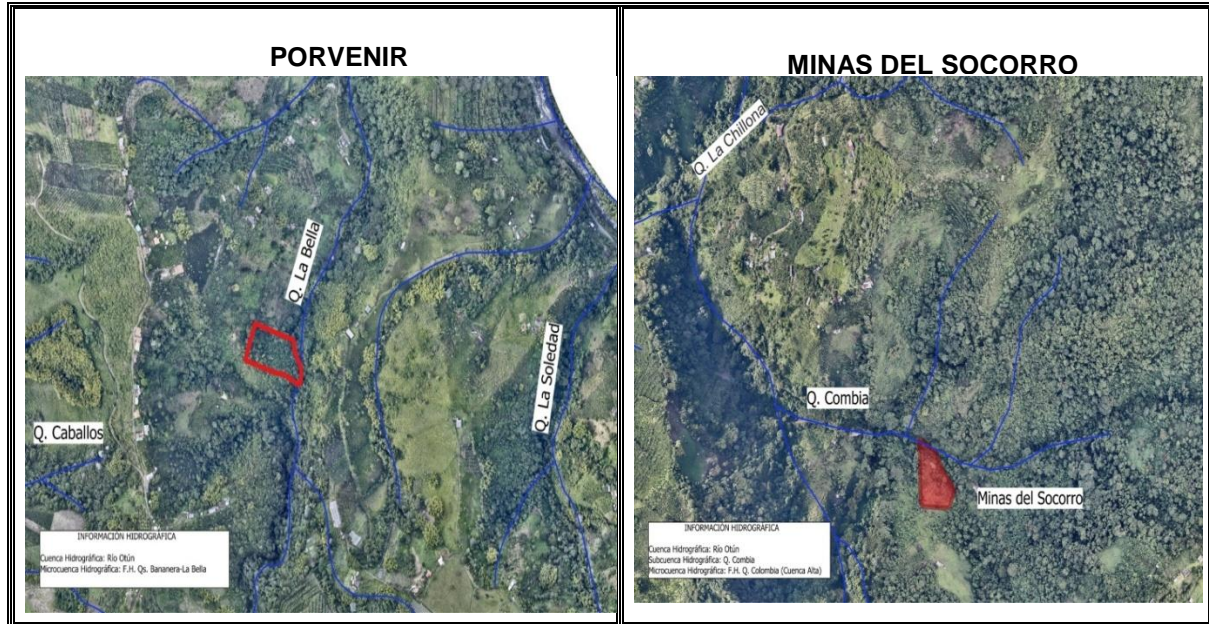 PORVENIR
Q. La Bella
Q. La Soledad
Q. Caballos
INFORMACIÓN HIDROGRÁFICA
Cuenca Hidrográfica: Río Otún
Microcuenca Hidrográfica: F.H. Qs. Bananera-La Bella
MINAS DEL SOCORRO
Q. La Chillona
Q. Combia
Minas del Socorro
INFORMACIÓN HIDROGRÁFICA
Cuenca Hidrográfica: Río Otún
Subcuenca Hidrográfica: Q. Combia
Microcuenca Hidrográfica: F.H. Q. Colombia (Cuenca Alta)